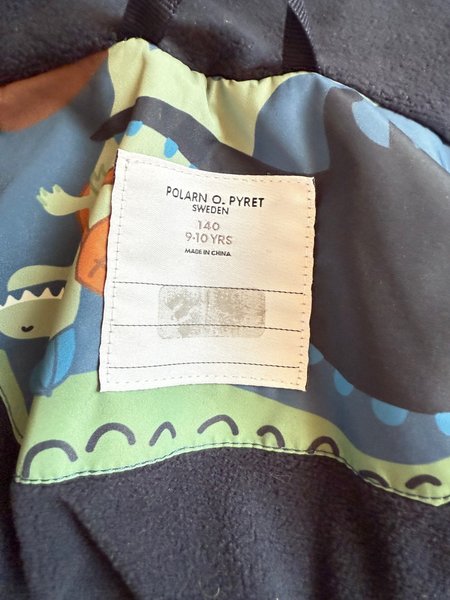 POLARN O. PYRET
SWEDEN
140
9-10 YRS
MADE IN CHINA